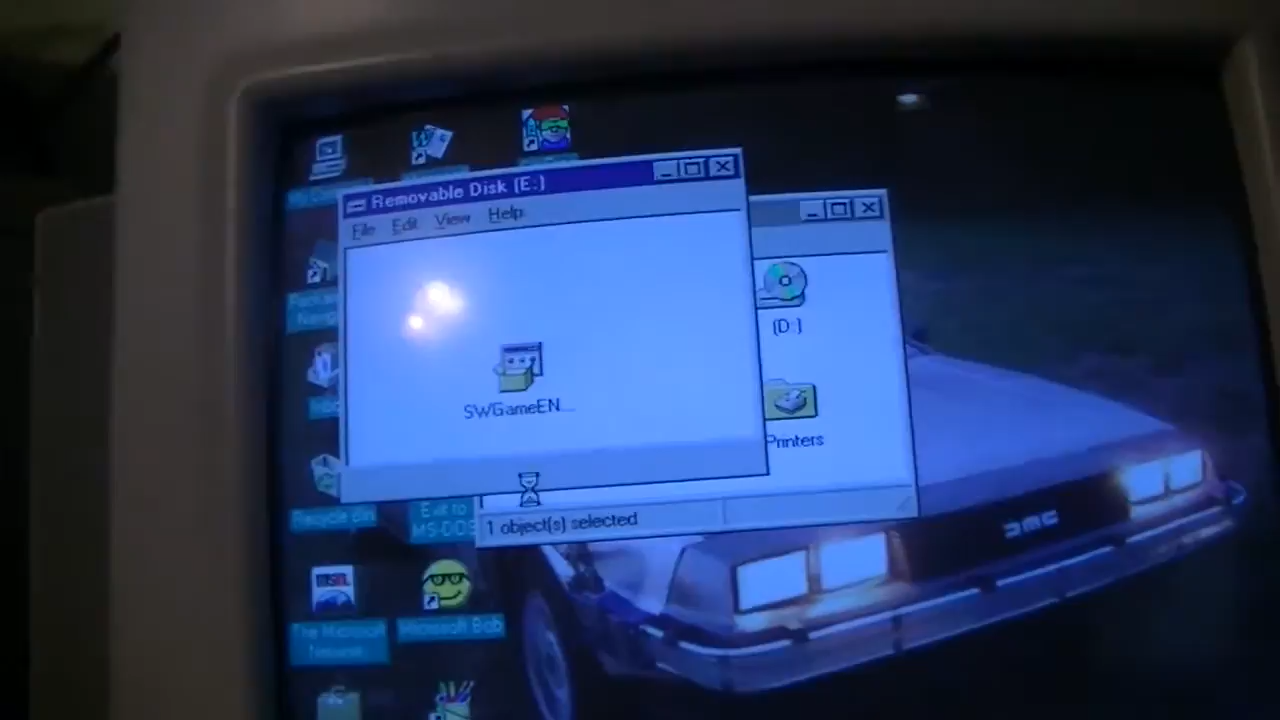 Removable Disk (E:)
File Edit View Help
SWGameEN...
(D:)
Printers
1 object(s) selected
Recycle Bin
Exit to
MS-DOS
DMC
msn
The Microsoft
Network
Microsoft Bob